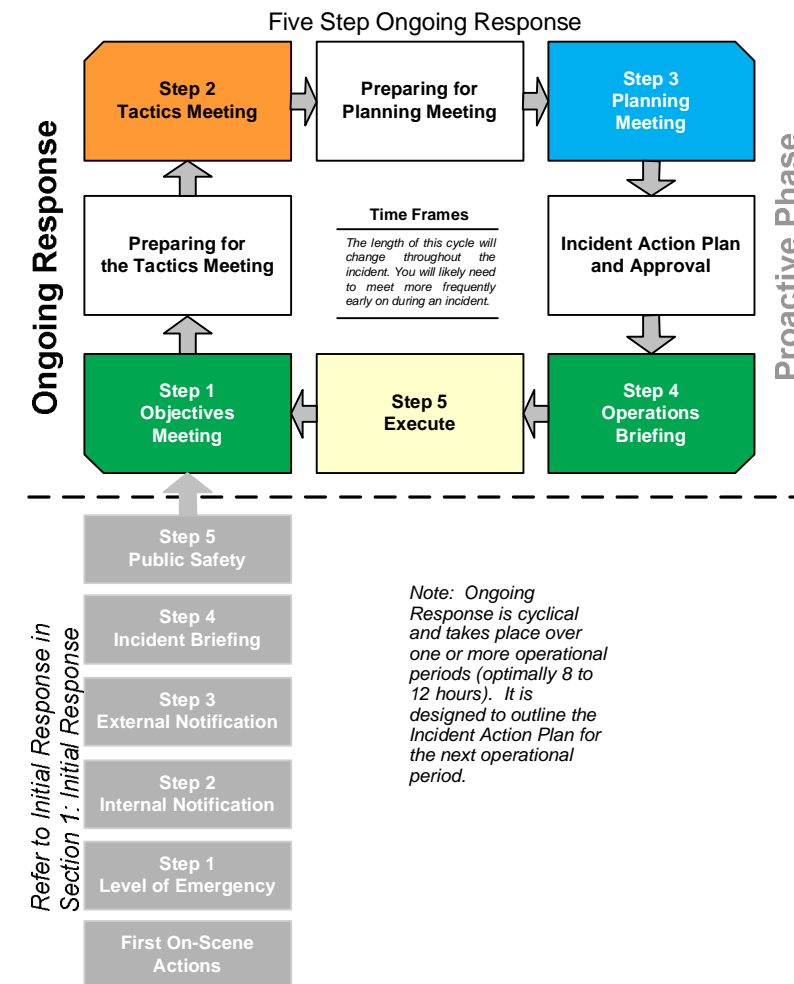 Five Step Ongoing Response
Step 2
Tactics Meeting
Preparing for
Planning Meeting
Step 3
Planning
Meeting
Ongoing Response
Proactive Phase
Preparing for
the Tactics Meeting
Time Frames
The length of this cycle will
change throughout the
incident. You will likely need
to meet more frequently
early on during an incident.
Incident Action Plan
and Approval
Step 1
Objectives
Meeting
Step 5
Execute
Step 4
Operations
Briefing
Refer to Initial Response in
Section 1: Initial Response
Step 5
Public Safety
Step 4
Incident Briefing
Step 3
External Notification
Step 2
Internal Notification
Step 1
Level of Emergency
First On-Scene
Actions
Note: Ongoing
Response is cyclical
and takes place over
one or more operational
periods (optimally 8 to
12 hours). It is
designed to outline the
Incident Action Plan for
the next operational
period.